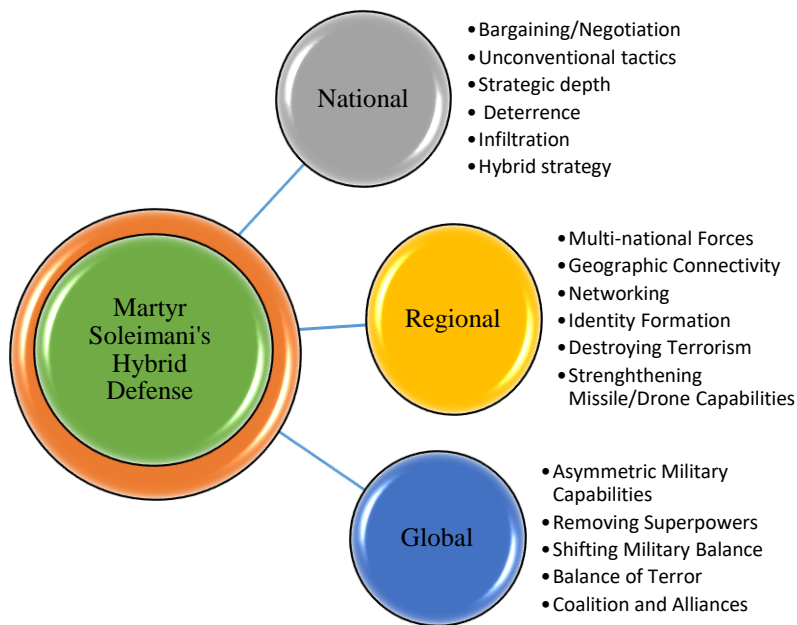 National
•Bargaining/Negotiation
•Unconventional tactics
•Strategic depth
• Deterrence
•Infiltration
•Hybrid strategy
Martyr
Soleimani's
Hybrid
Defense
Regional
•Multi-national Forces
•Geographic Connectivity
•Networking
•Identity Formation
•Destroying Terrorism
•Strenghthening
Missile/Drone Capabilities
Global
•Asymmetric Military
Capabilities
•Removing Superpowers
•Shifting Military Balance
•Balance of Terror
•Coalition and Alliances